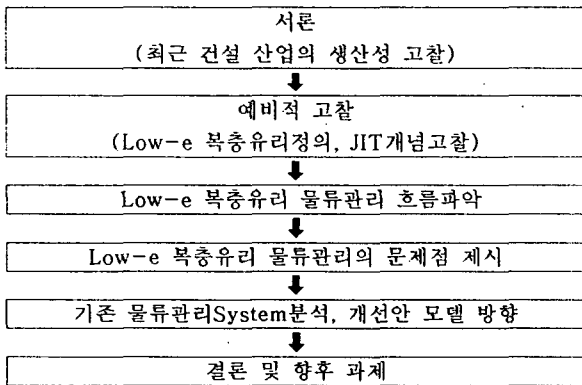 서론
(최근 건설 산업의 생산성 고찰)
예비적 고찰
(Low-e 복층유리정의, JIT개념고찰)
Low-e 복층유리 물류관리 흐름파악
Low-e 복층유리 물류관리의 문제점 제시
기존 물류관리System분석, 개선안 모델 방향
결론 및 향후 과제